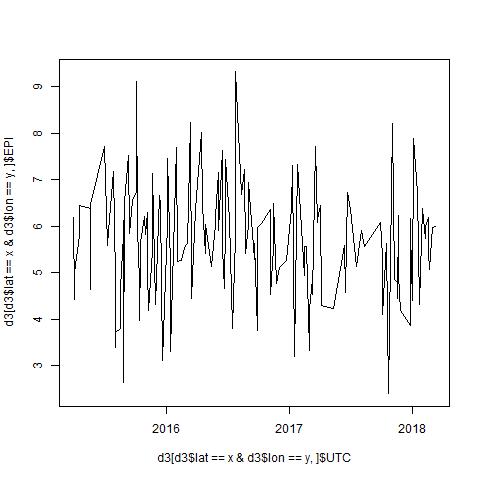 d3[d3$lat == x & d3$lon == y, ]$EPI
9
8
7
6
5
4
3
2016 2017 2018
d3[d3$lat == x & d3$lon == y, ]$UTC